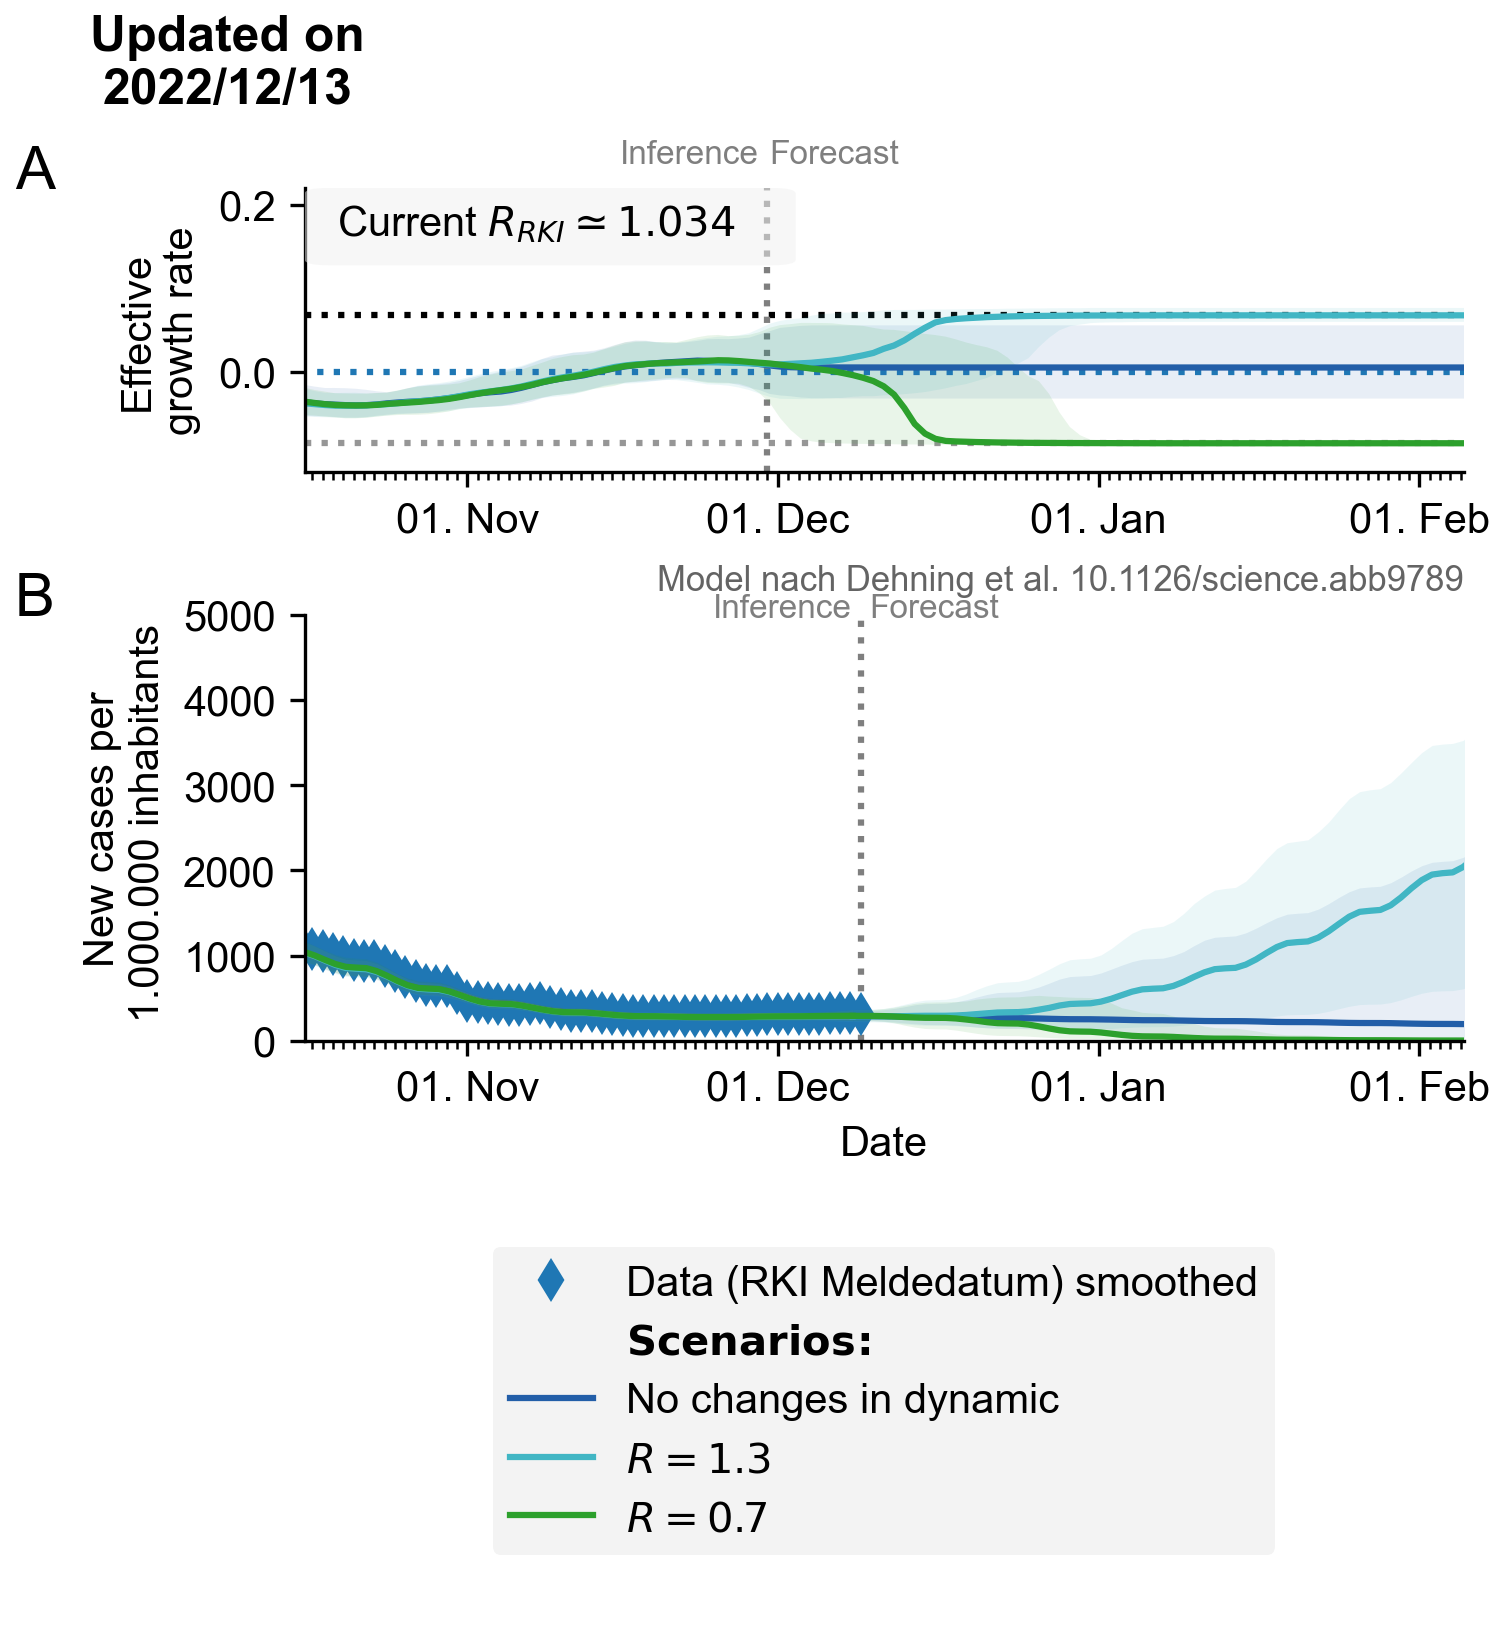 Updated on
2022/12/13
A
Inference Forecast
Current R_RKI ≃ 1.034
0.2
0.0
Effective
growth rate
01. Nov 01. Dec 01. Jan 01. Feb
Model nach Dehning et al. 10.1126/science.abb9789
B
Inference Forecast
5000
4000
3000
2000
1000
0
New cases per
1.000.000 inhabitants
01. Nov 01. Dec 01. Jan 01. Feb
Date
Data (RKI Meldedatum) smoothed
Scenarios:
No changes in dynamic
R = 1.3
R = 0.7